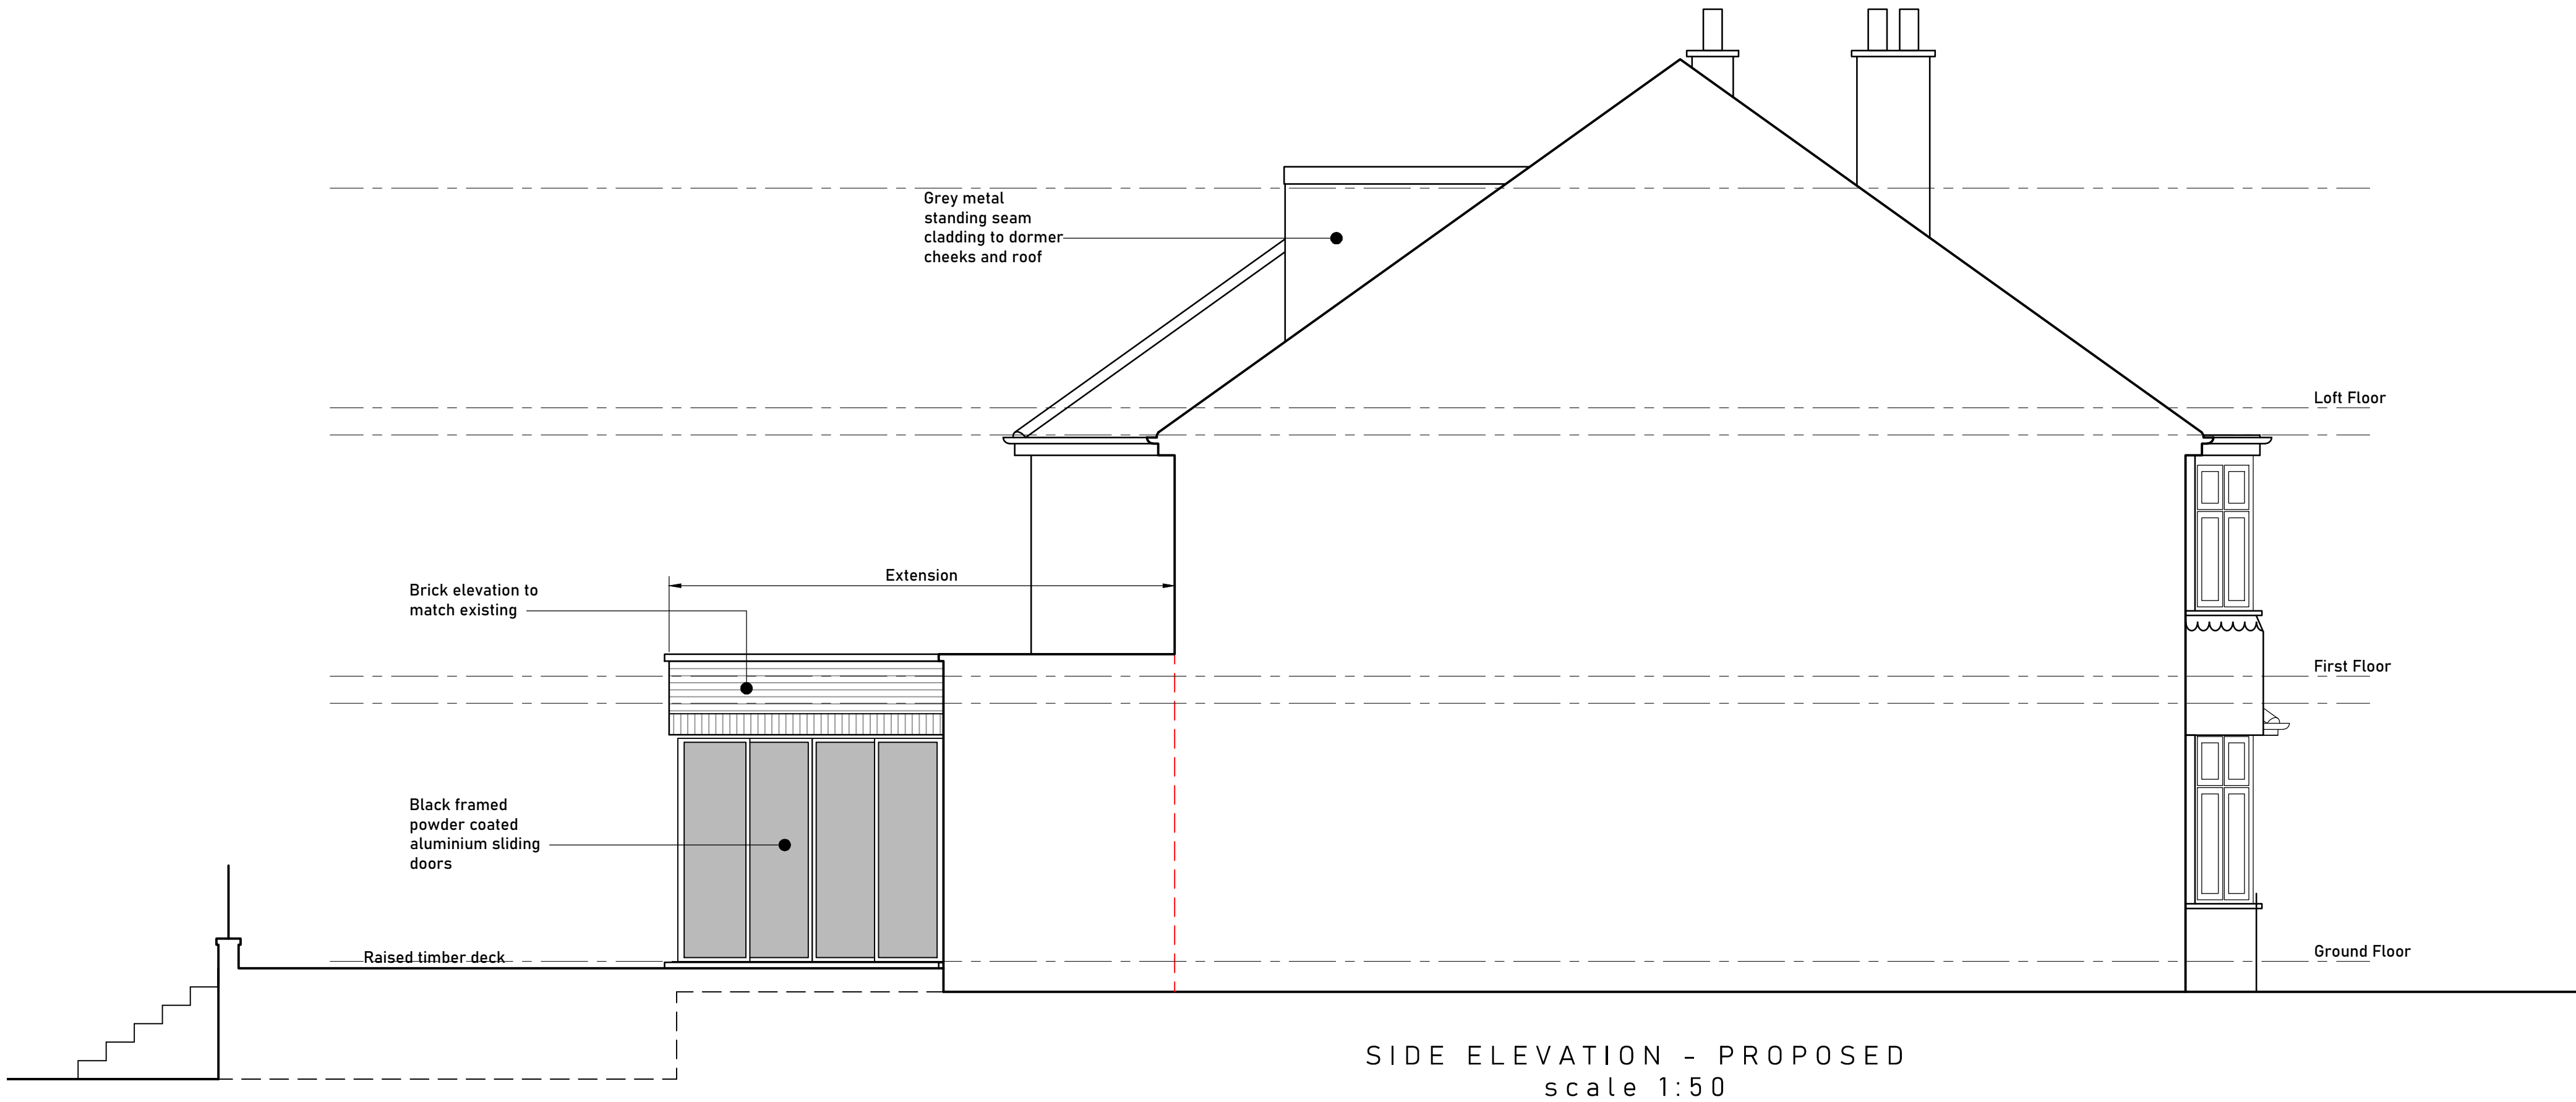 Grey metal
standing seam
cladding to dormer
cheeks and roof
Loft Floor
Extension
Brick elevation to
match existing
First Floor
Black framed
powder coated
aluminium sliding
doors
Raised timber deck
Ground Floor
SIDE ELEVATION - PROPOSED
scale 1:50